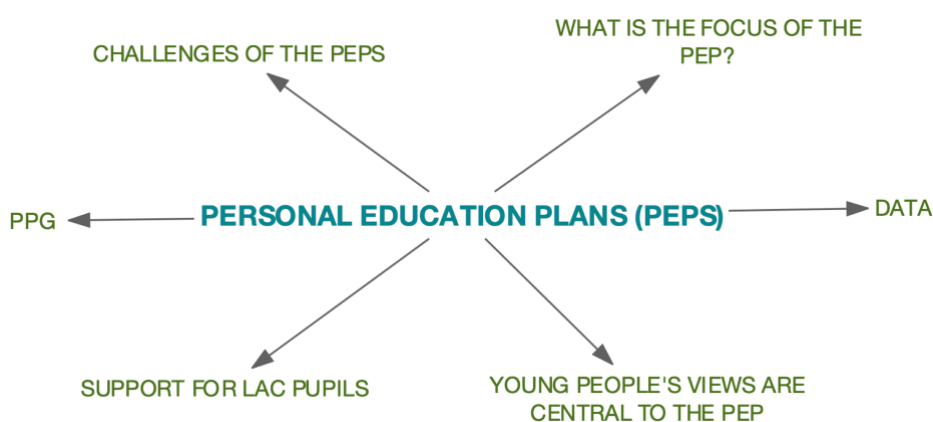 WHAT IS THE FOCUS OF THE
PEP?
CHALLENGES OF THE PEPS
PPG
PERSONAL EDUCATION PLANS (PEPS)
DATA
SUPPORT FOR LAC PUPILS
YOUNG PEOPLE'S VIEWS ARE
CENTRAL TO THE PEP